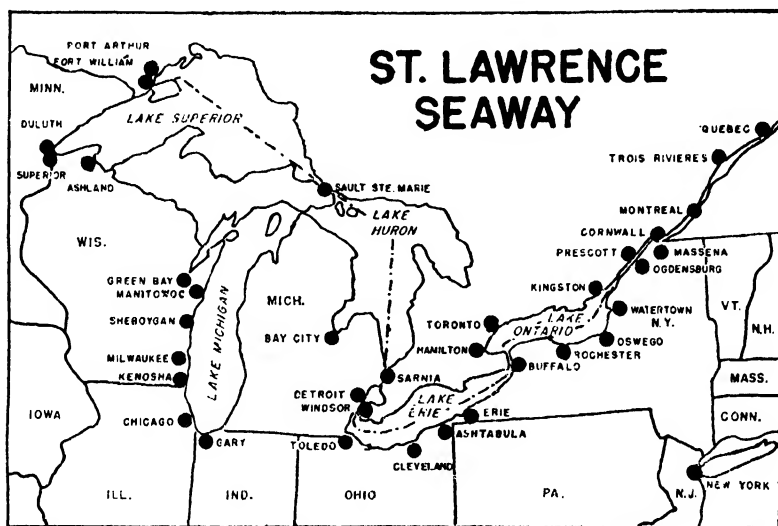 ST. LAWRENCE
SEAWAY
PORT ARTHUR
FORT WILLIAM
MINN.
LAKE SUPERIOR
DULUTH
SUPERIOR
ASHLAND
SAULT STE. MARIE
QUEBEC
TROIS RIVIERES
LAKE
HURON
MONTREAL
CORNWALL
WIS.
PRESCOTT
MASSENA
OGDENSBURG
GREEN BAY
MANITOWOC
MICH.
KINGSTON
LAKE MICHIGAN
SHEBOYGAN
BAY CITY
TORONTO
LAKE
ONTARIO
WATERTOWN
N.Y.
VT.
N.H.
HAMILTON
OSWEGO
ROCHESTER
MILWAUKEE
KENOSHA
SARNIA
BUFFALO
MASS.
DETROIT
WINDSOR
LAKE
ERIE
ERIE
IOWA
CHICAGO
GARY
TOLEDO
ASHTABULA
CLEVELAND
CONN.
ILL.
IND.
OHIO
PA.
N.J.
NEW YORK